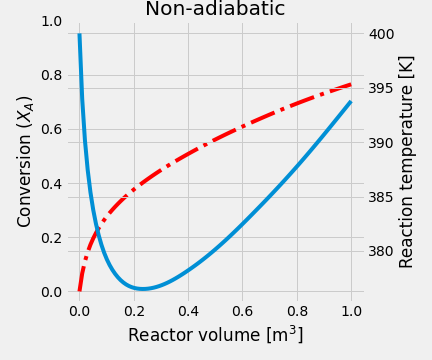 Non-adiabatic
1.0
0.8
0.6
0.4
0.2
0.0
Conversion (X_A)
400
395
390
385
380
Reaction temperature [K]
0.0 0.2 0.4 0.6 0.8 1.0
Reactor volume [m³]